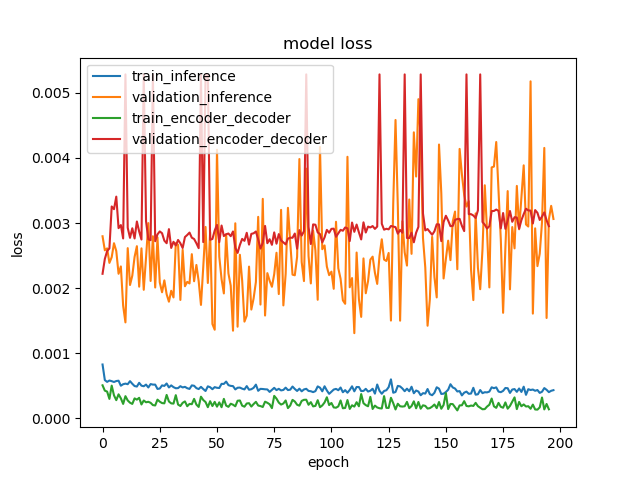 model loss
train_inference
validation_inference
train_encoder_decoder
validation_encoder_decoder
0.005
0.004
0.003
0.002
0.001
0.000
loss
0 25 50 75 100 125 150 175 200
epoch